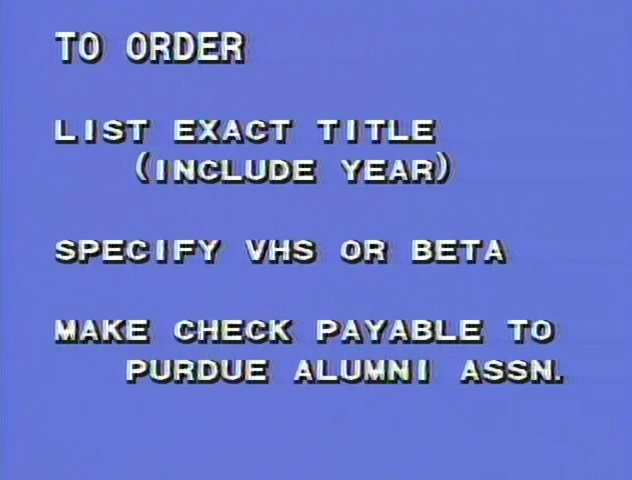 TO ORDER
LIST EXACT TITLE
(INCLUDE YEAR)
SPECIFY VHS OR BETA
MAKE CHECK PAYABLE TO
PURDUE ALUMNI ASSN.